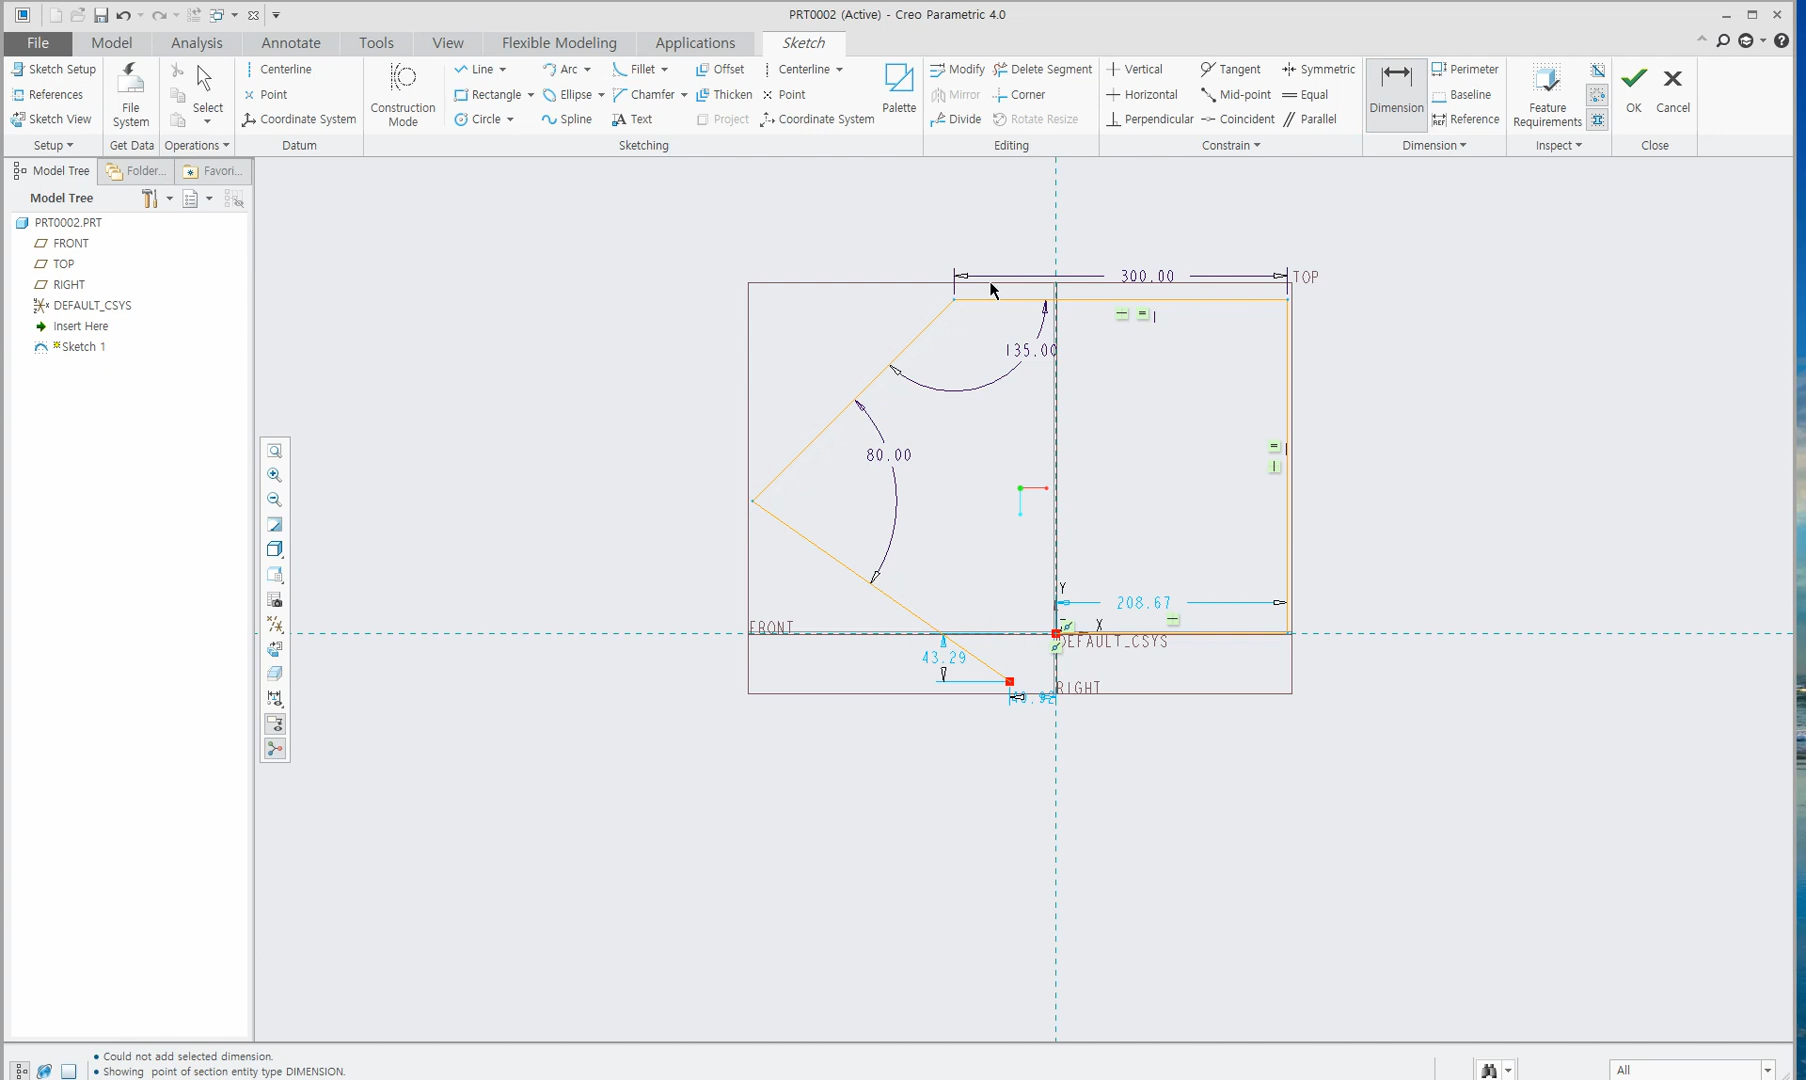 PRT0002 (Active) - Creo Parametric 4.0
File Model Analysis Annotate Tools View Flexible Modeling Applications Sketch
Sketch Setup Centerline Line Arc Fillet Offset Centerline Modify Delete Segment Vertical Tangent Symmetric Perimeter
References Point Rectangle Ellipse Chamfer Thicken Point Mirror Corner Horizontal Mid-point Equal Baseline
File System Select Construction Mode Palette Dimension Feature Requirements OK Cancel
Sketch View Coordinate System Circle Spline Text Project Coordinate System Divide Rotate Resize Perpendicular Coincident Parallel Reference
Setup Get Data Operations Datum Sketching Editing Constrain Dimension Inspect Close
Model Tree Folder... Favori...
Model Tree
PRT0002.PRT
FRONT
TOP
RIGHT
DEFAULT_CSYS
Insert Here
Sketch 1
300.00 TOP
135.00
80.00
Y
208.67
FRONT X
DEFAULT_CSYS
43.29
RIGHT
Could not add selected dimension.
Showing point of section entity type DIMENSION.
All